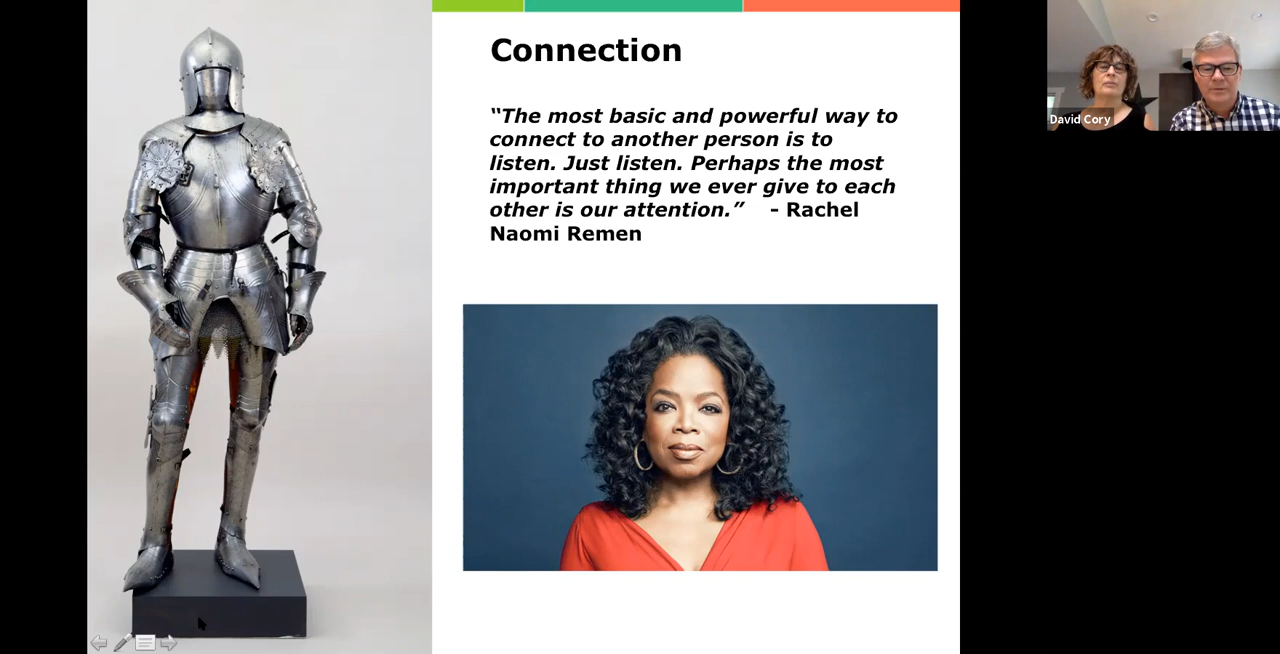 Connection
“The most basic and powerful way to
connect to another person is to
listen. Just listen. Perhaps the most
important thing we ever give to each
other is our attention.” - Rachel
Naomi Remen
David Cory